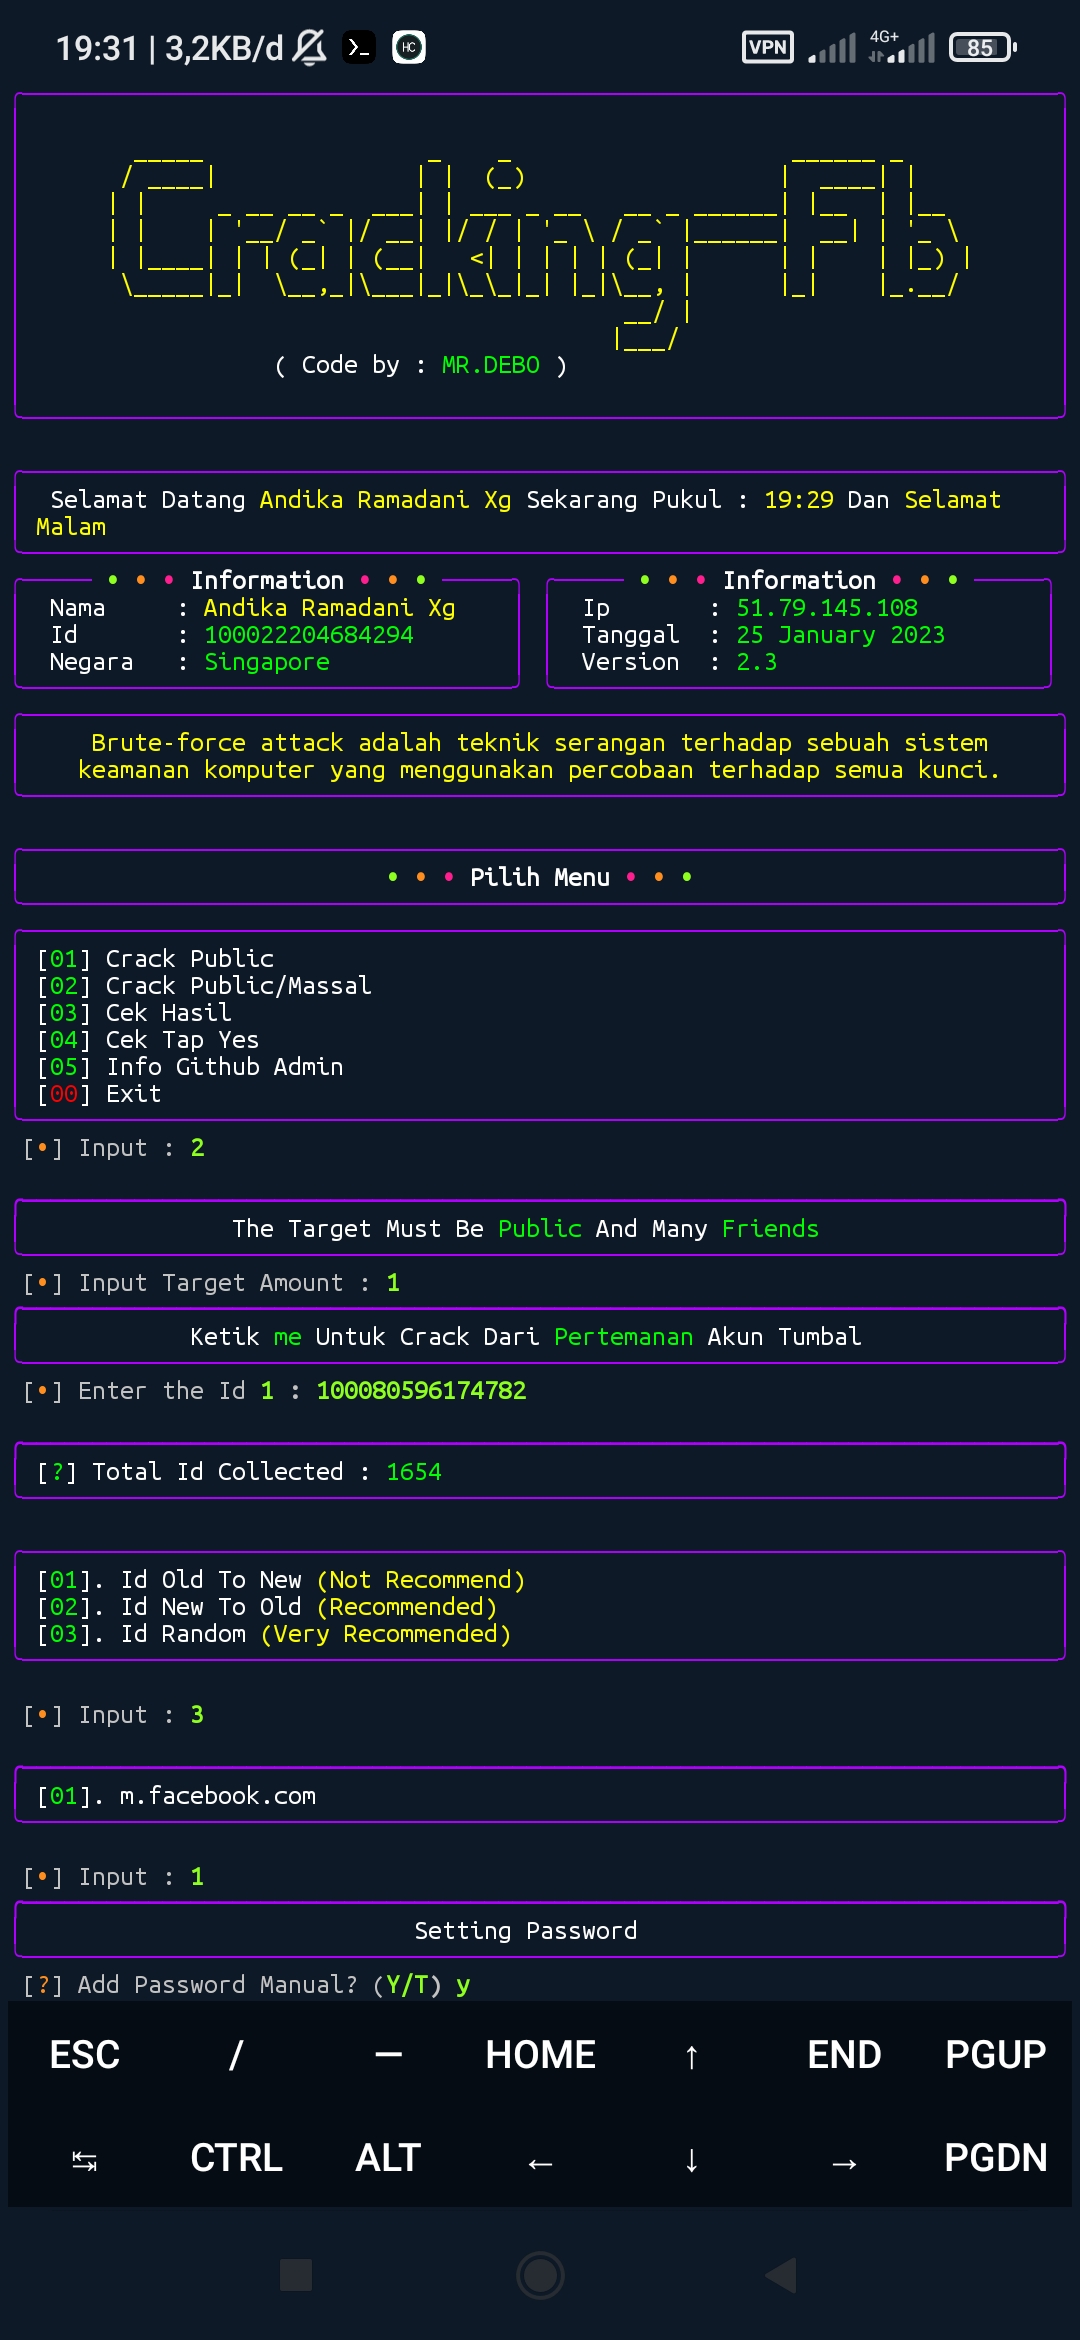 19:31 | 3,2KB/d HC VPN 4G+ 85
Cracking-Fb
( Code by : MR.DEBO )
Selamat Datang Andika Ramadani Xg Sekarang Pukul : 19:29 Dan Selamat
Malam
• • • Information • • •
Nama : Andika Ramadani Xg
Id : 100022204684294
Negara : Singapore
• • • Information • • •
Ip : 51.79.145.108
Tanggal : 25 January 2023
Version : 2.3
Brute-force attack adalah teknik serangan terhadap sebuah sistem
keamanan komputer yang menggunakan percobaan terhadap semua kunci.
• • • Pilih Menu • • •
[01] Crack Public
[02] Crack Public/Massal
[03] Cek Hasil
[04] Cek Tap Yes
[05] Info Github Admin
[00] Exit
[•] Input : 2
The Target Must Be Public And Many Friends
[•] Input Target Amount : 1
Ketik me Untuk Crack Dari Pertemanan Akun Tumbal
[•] Enter the Id 1 : 100080596174782
[?] Total Id Collected : 1654
[01]. Id Old To New (Not Recommend)
[02]. Id New To Old (Recommended)
[03]. Id Random (Very Recommended)
[•] Input : 3
[01]. m.facebook.com
[•] Input : 1
Setting Password
[?] Add Password Manual? (Y/T) y
ESC / — HOME ↑ END PGUP
↹ CTRL ALT ← ↓ → PGDN